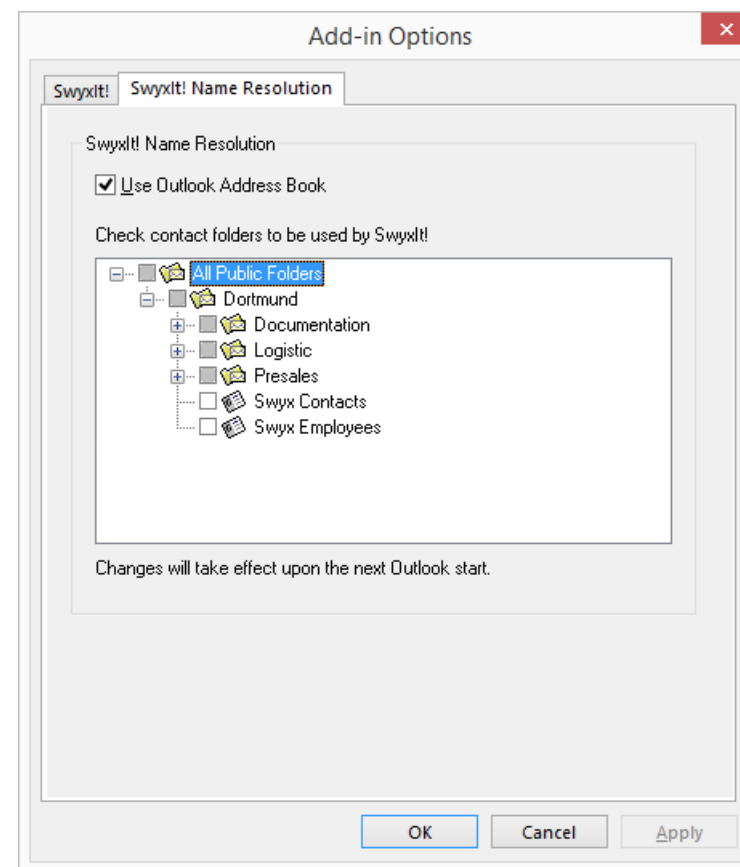 Add-in Options
SwyxIt!
SwyxIt! Name Resolution
SwyxIt! Name Resolution
Use Outlook Address Book
Check contact folders to be used by SwyxIt!
All Public Folders
Dortmund
Documentation
Logistic
Presales
Swyx Contacts
Swyx Employees
Changes will take effect upon the next Outlook start.
OK Cancel Apply